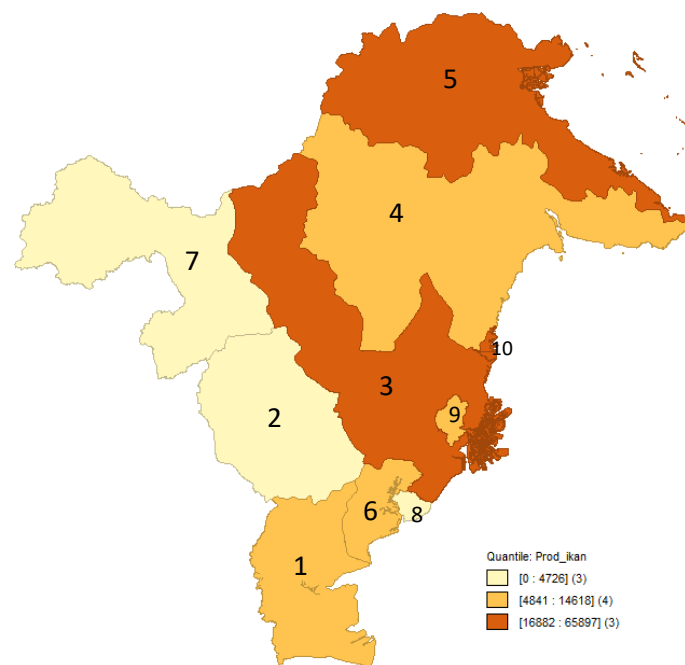 5
4
7
10
3
2
9
6
8
1
Quantile: Prod_ikan
[0 : 4726] (3)
[4841 : 14618] (4)
[16882 : 65897] (3)